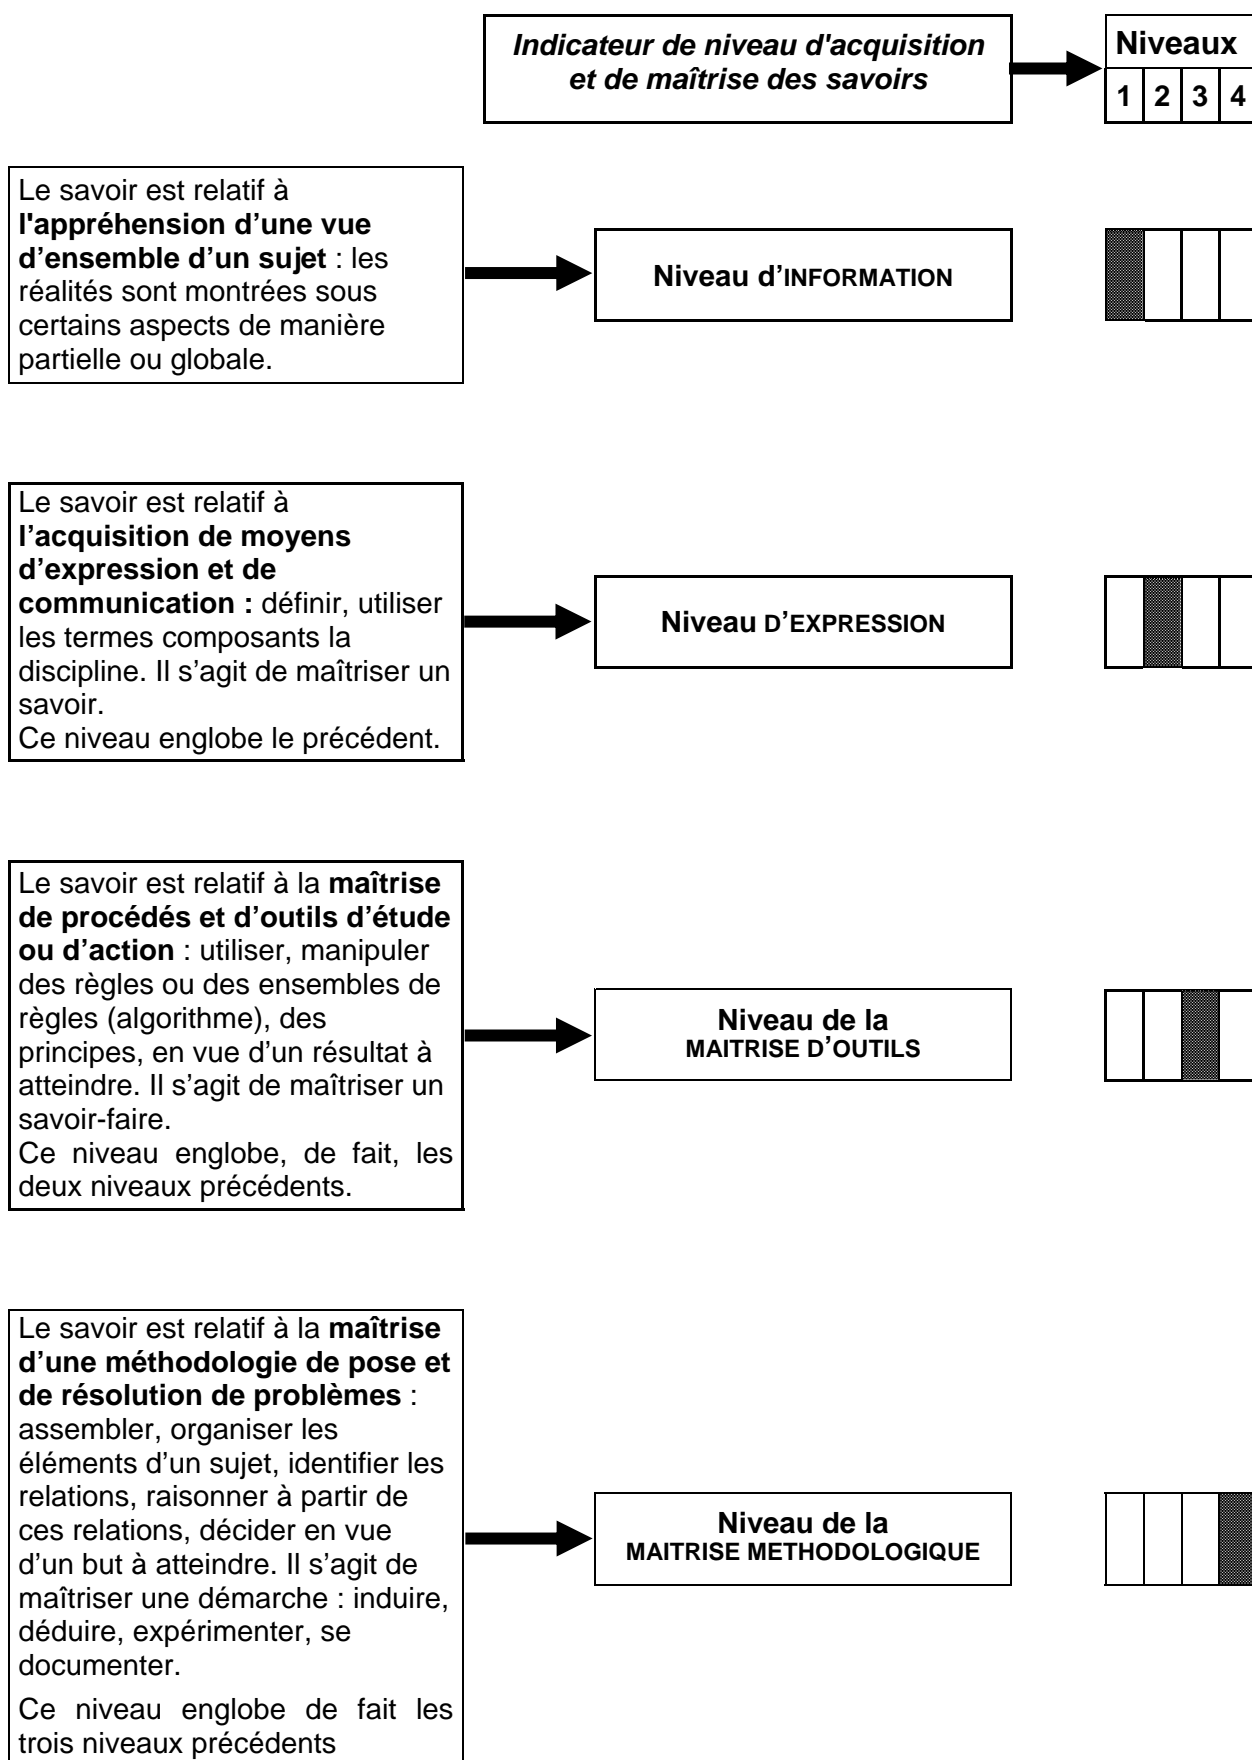 Indicateur de niveau d'acquisition
et de maîtrise des savoirs
Niveaux
1 2 3 4
Le savoir est relatif à
l'appréhension d’une vue
d’ensemble d’un sujet : les
réalités sont montrées sous
certains aspects de manière
partielle ou globale.
Niveau d’INFORMATION
Le savoir est relatif à
l’acquisition de moyens
d’expression et de
communication : définir, utiliser
les termes composants la
discipline. Il s’agit de maîtriser un
savoir.
Ce niveau englobe le précédent.
Niveau D’EXPRESSION
Le savoir est relatif à la maîtrise
de procédés et d’outils d’étude
ou d’action : utiliser, manipuler
des règles ou des ensembles de
règles (algorithme), des
principes, en vue d’un résultat à
atteindre. Il s’agit de maîtriser un
savoir-faire.
Ce niveau englobe, de fait, les
deux niveaux précédents.
Niveau de la
MAITRISE D’OUTILS
Le savoir est relatif à la maîtrise
d’une méthodologie de pose et
de résolution de problèmes :
assembler, organiser les
éléments d’un sujet, identifier les
relations, raisonner à partir de
ces relations, décider en vue
d’un but à atteindre. Il s’agit de
maîtriser une démarche : induire,
déduire, expérimenter, se
documenter.
Ce niveau englobe de fait les
trois niveaux précédents
Niveau de la
MAITRISE METHODOLOGIQUE